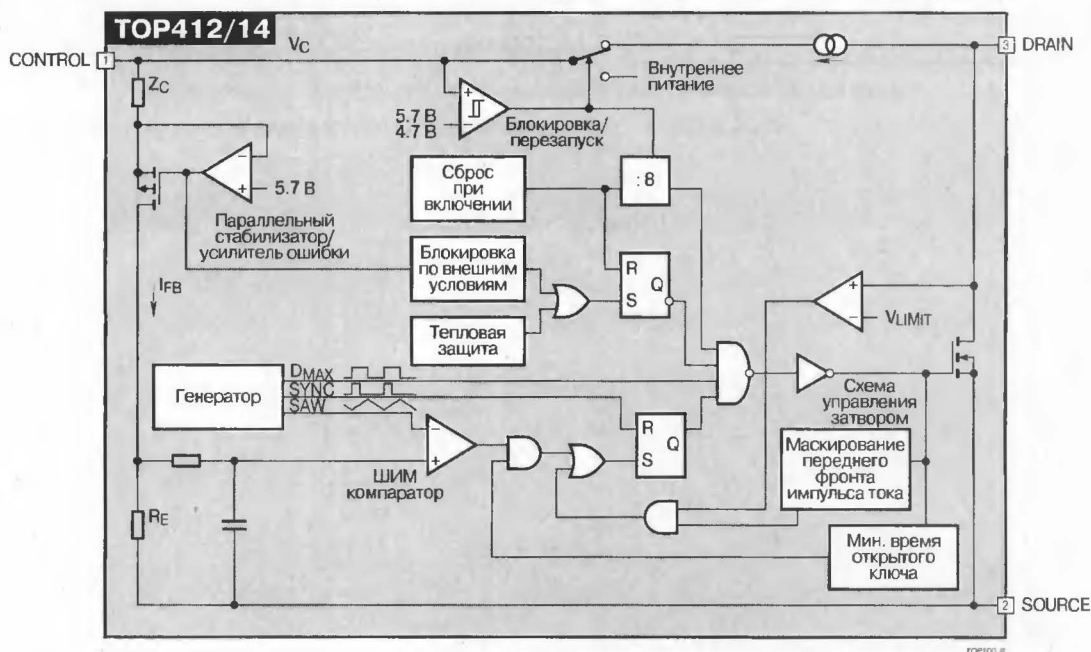 TOP412/14
CONTROL
1
VC
3
DRAIN
ZC
Внутреннее
питание
5.7 В
4.7 В
Блокировка/
перезапуск
5.7 В
Параллельный
стабилизатор/
усилитель ошибки
Сброс
при
включении
: 8
Блокировка
по внешним
условиям
R
S
Q
VLIMIT
IFB
Тепловая
защита
Генератор
DMAX
SYNC
SAW
Схема
управления
затвором
R
S
Q
ШИМ
компаратор
Маскирование
переднего
фронта
импульса тока
RE
Мин. время
открытого
ключа
2
SOURCE